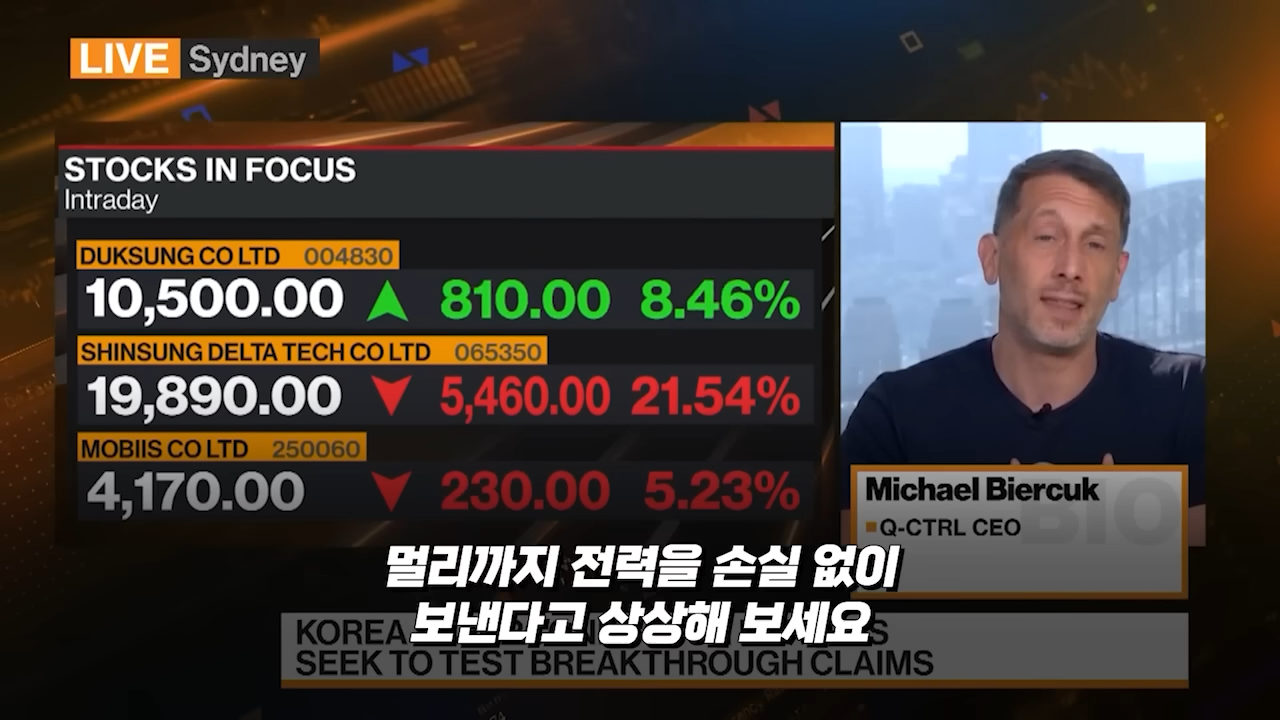 LIVE Sydney
STOCKS IN FOCUS
Intraday
DUKSUNG CO LTD 004830
10,500.00 810.00 8.46%
SHINSUNG DELTA TECH CO LTD 065350
19,890.00 5,460.00 21.54%
MOBIIS CO LTD 250060
4,170.00 230.00 5.23%
Michael Biercuk
Q-CTRL CEO
BIO
멀리까지 전력을 손실 없이
보낸다고 상상해 보세요
KOREA
SEEK TO TEST BREAKTHROUGH CLAIMS